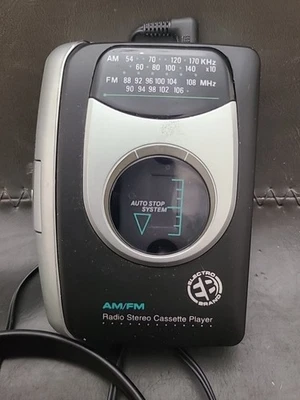 AM 54 · 70 · 120 · 170 KHz
· 60 · 80 · 100 · 140 · x10
FM 88 92 96 100 104 108 MHz
90 94 98 102 106 ·
AUTO STOP
SYSTEM
ELECTRO
BRAND
AM/FM
Radio Stereo Cassette Player